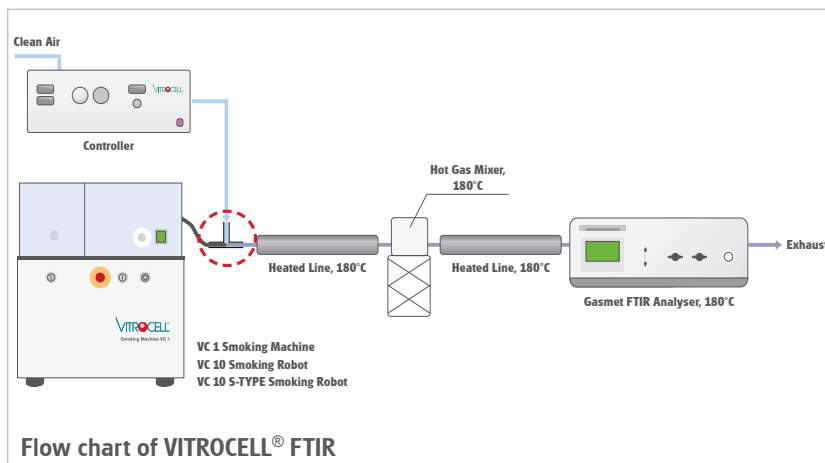 Clean Air
VITROCELL
Controller
Hot Gas Mixer,
180°C
Heated Line, 180°C
Heated Line, 180°C
Exhaust
Gasmet FTIR Analyser, 180°C
VITROCELL®
Smoking Machine VC 1
VC 1 Smoking Machine
VC 10 Smoking Robot
VC 10 S-TYPE Smoking Robot
Flow chart of VITROCELL® FTIR